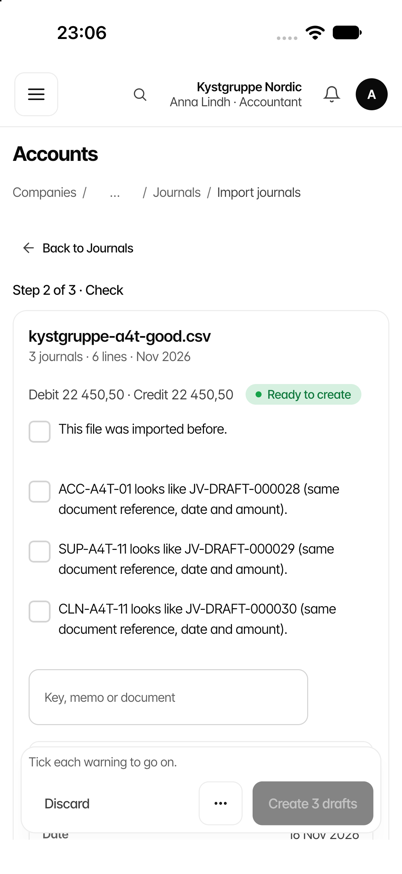 23:06
Kystgruppe Nordic
Anna Lindh · Accountant
A
Accounts
Companies / ... / Journals / Import journals
Back to Journals
Step 2 of 3 · Check
kystgruppe-a4t-good.csv
3 journals · 6 lines · Nov 2026
Debit 22 450,50 · Credit 22 450,50 Ready to create
This file was imported before.
ACC-A4T-01 looks like JV-DRAFT-000028 (same
document reference, date and amount).
SUP-A4T-11 looks like JV-DRAFT-000029 (same
document reference, date and amount).
CLN-A4T-11 looks like JV-DRAFT-000030 (same
document reference, date and amount).
Key, memo or document
Tick each warning to go on.
Discard ... Create 3 drafts
Date 16 Nov 2026